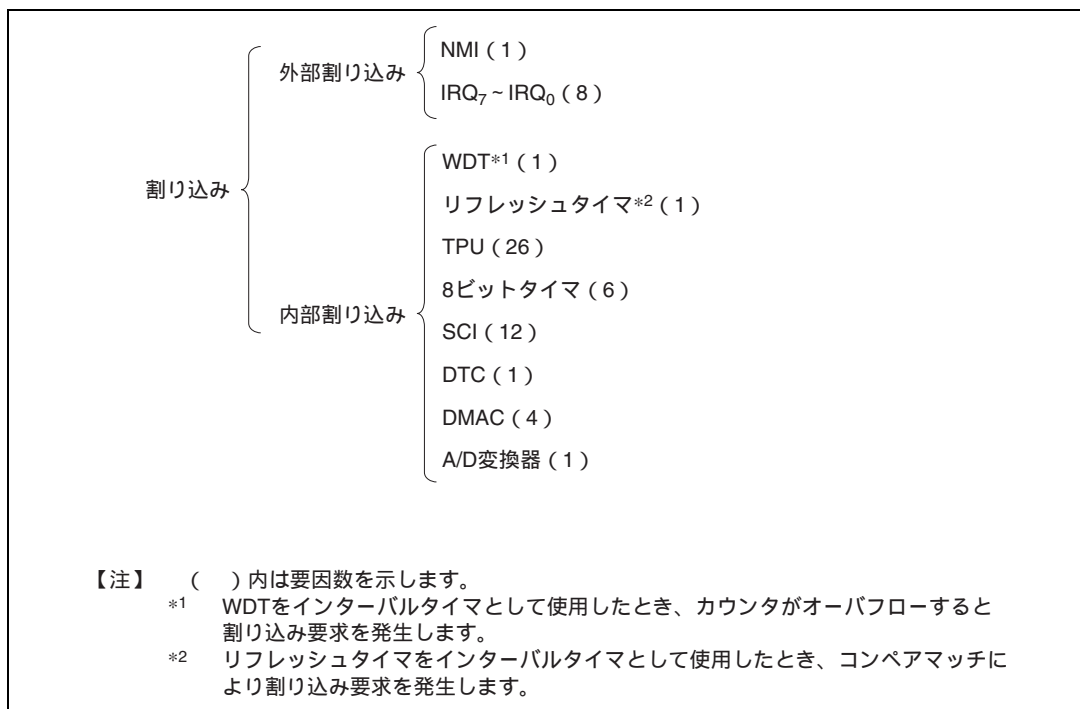 割り込み
外部割り込み
NMI（1）
IRQ7 ~ IRQ0（8）
内部割り込み
WDT*1（1）
リフレッシュタイマ*2（1）
TPU（26）
8ビットタイマ（6）
SCI（12）
DTC（1）
DMAC（4）
A/D変換器（1）
【注】 （ ）内は要因数を示します。
*1 WDTをインターバルタイマとして使用したとき、カウンタがオーバフローすると
割り込み要求を発生します。
*2 リフレッシュタイマをインターバルタイマとして使用したとき、コンペアマッチに
より割り込み要求を発生します。